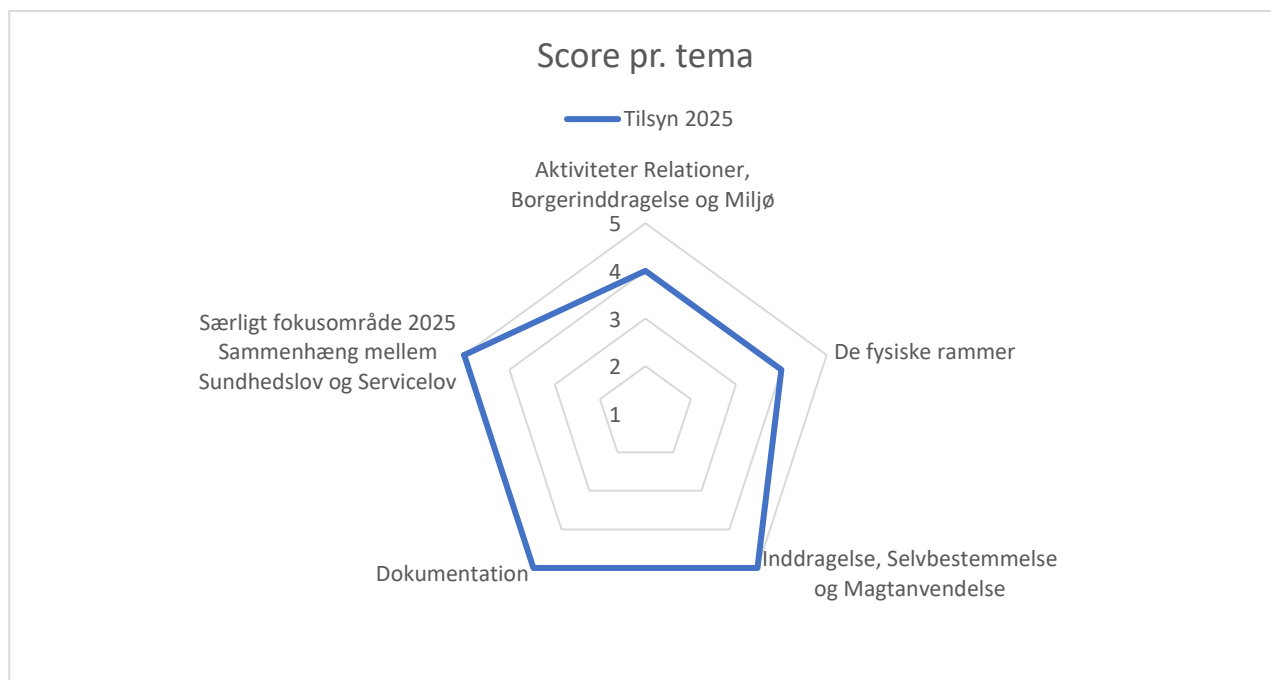 Score pr. tema
Tilsyn 2025
Aktiviteter Relationer,
Borgerinddragelse og Miljø
5
4
3
2
1
De fysiske rammer
Inddragelse, Selvbestemmelse
og Magtanvendelse
Dokumentation
Særligt fokusområde 2025
Sammenhæng mellem
Sundhedslov og Servicelov